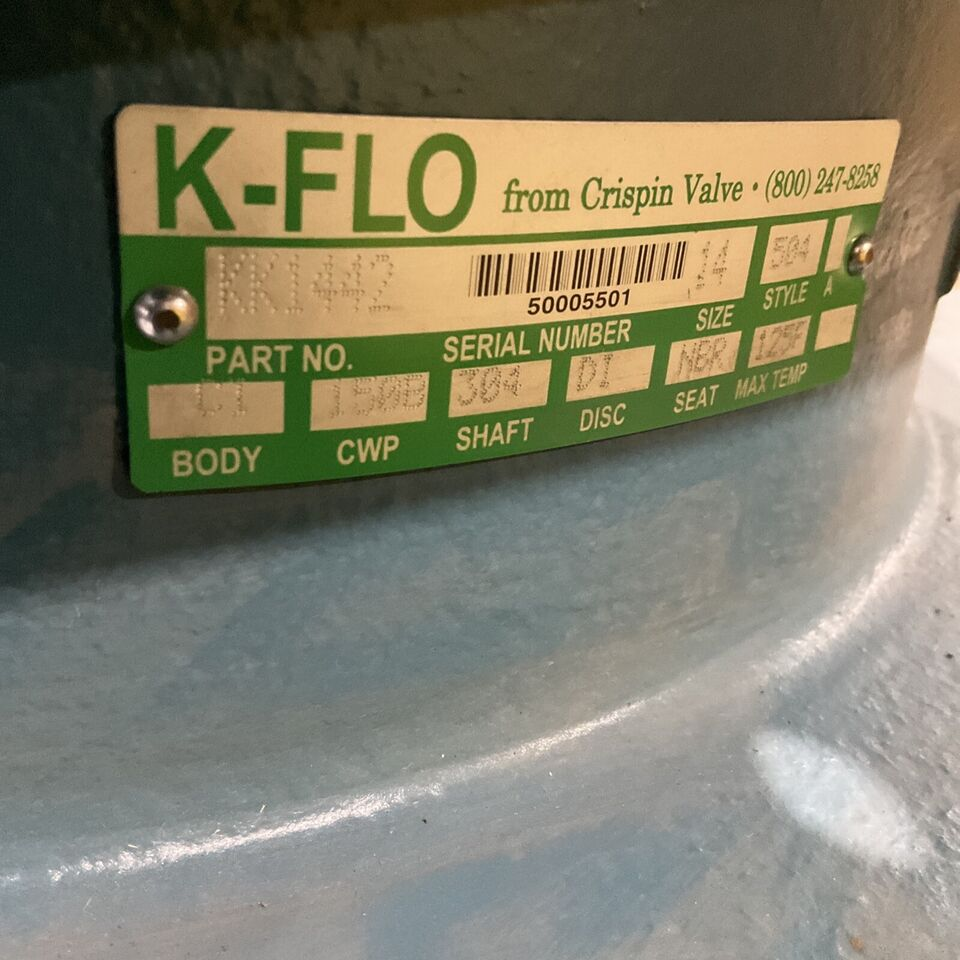 K-FLO from Crispin Valve • (800) 247-8258
KK1442 50005501 14 504
PART NO. SERIAL NUMBER SIZE STYLE A
CI 150B 304 DI NBR 125F
BODY CWP SHAFT DISC SEAT MAX TEMP